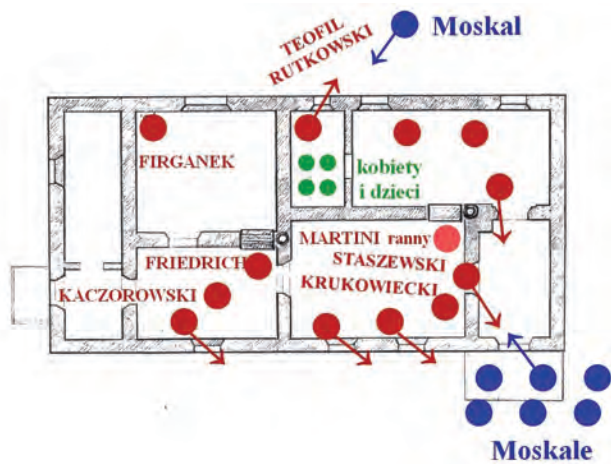 TEOFIL
RUTKOWSKI
Moskal
FIRGANEK
kobiety
i dzieci
MARTINI ranny
STASZEWSKI
KRUKOWIECKI
FRIEDRICH
KACZOROWSKI
Moskale